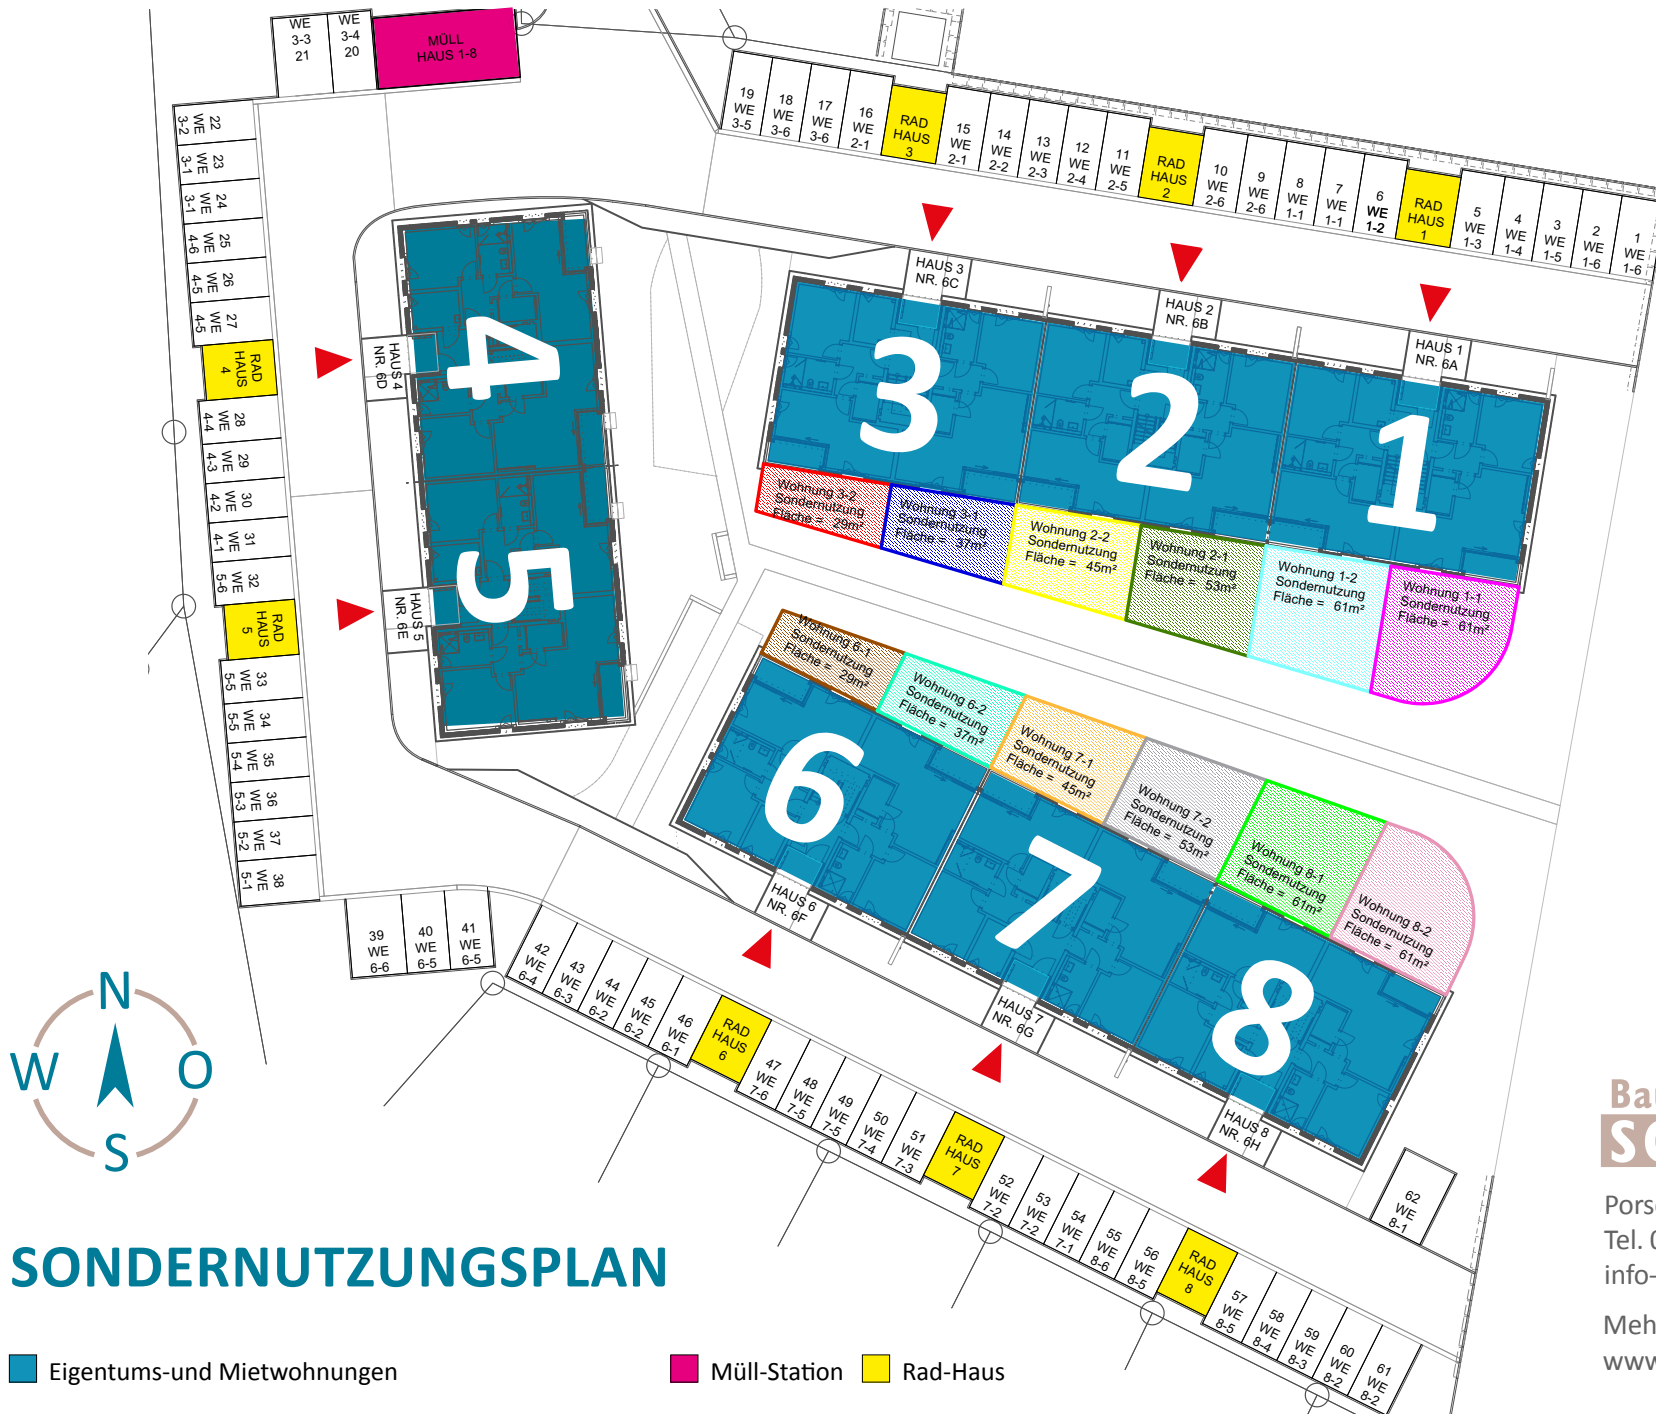 WE
3-3
21
WE
3-4
20
MÜLL
HAUS 1-8
19
WE
3-5
18
WE
3-6
17
WE
3-6
16
WE
2-1
RAD
HAUS
3
15
WE
2-1
14
WE
2-2
13
WE
2-3
12
WE
2-4
11
WE
2-5
RAD
HAUS
2
10
WE
2-6
9
WE
2-6
8
WE
1-1
7
WE
1-1
6
WE
1-2
RAD
HAUS
1
5
WE
1-3
4
WE
1-4
3
WE
1-5
2
WE
1-6
1
WE
1-6
22
WE
3-2
23
WE
3-1
24
WE
3-1
25
WE
4-6
26
WE
4-5
27
WE
4-5
RAD
HAUS
4
28
WE
4-4
29
WE
4-3
30
WE
4-2
31
WE
4-1
32
WE
5-6
RAD
HAUS
5
33
WE
5-5
34
WE
5-5
35
WE
5-4
36
WE
5-3
37
WE
5-2
38
WE
5-1
HAUS 3
NR. 6C
HAUS 2
NR. 6B
HAUS 1
NR. 6A
HAUS 4
NR. 6D
HAUS 5
NR. 6E
4
5
3
2
1
Wohnung 3-2
Sondernutzung
Fläche = 29m²
Wohnung 3-1
Sondernutzung
Fläche = 37m²
Wohnung 2-2
Sondernutzung
Fläche = 45m²
Wohnung 2-1
Sondernutzung
Fläche = 53m²
Wohnung 1-2
Sondernutzung
Fläche = 61m²
Wohnung 1-1
Sondernutzung
Fläche = 61m²
Wohnung 6-1
Sondernutzung
Fläche = 29m²
Wohnung 6-2
Sondernutzung
Fläche = 37m²
Wohnung 7-1
Sondernutzung
Fläche = 45m²
Wohnung 7-2
Sondernutzung
Fläche = 53m²
Wohnung 8-1
Sondernutzung
Fläche = 61m²
Wohnung 8-2
Sondernutzung
Fläche = 61m²
6
7
8
HAUS 6
NR. 6F
HAUS 7
NR. 6G
HAUS 8
NR. 6H
39
WE
6-6
40
WE
6-5
41
WE
6-5
42
WE
6-4
43
WE
6-3
44
WE
6-2
45
WE
6-2
46
WE
6-1
RAD
HAUS
6
47
WE
7-6
48
WE
7-5
49
WE
7-5
50
WE
7-4
51
WE
7-3
RAD
HAUS
7
52
WE
7-2
53
WE
7-2
54
WE
7-1
55
WE
8-6
56
WE
8-5
RAD
HAUS
8
57
WE
8-5
58
WE
8-4
59
WE
8-3
60
WE
8-2
61
WE
8-2
62
WE
8-1
N
W
O
S
SONDERNUTZUNGSPLAN
Eigentums-und Mietwohnungen
Müll-Station
Rad-Haus
Tel. 0
info-
Meh
www